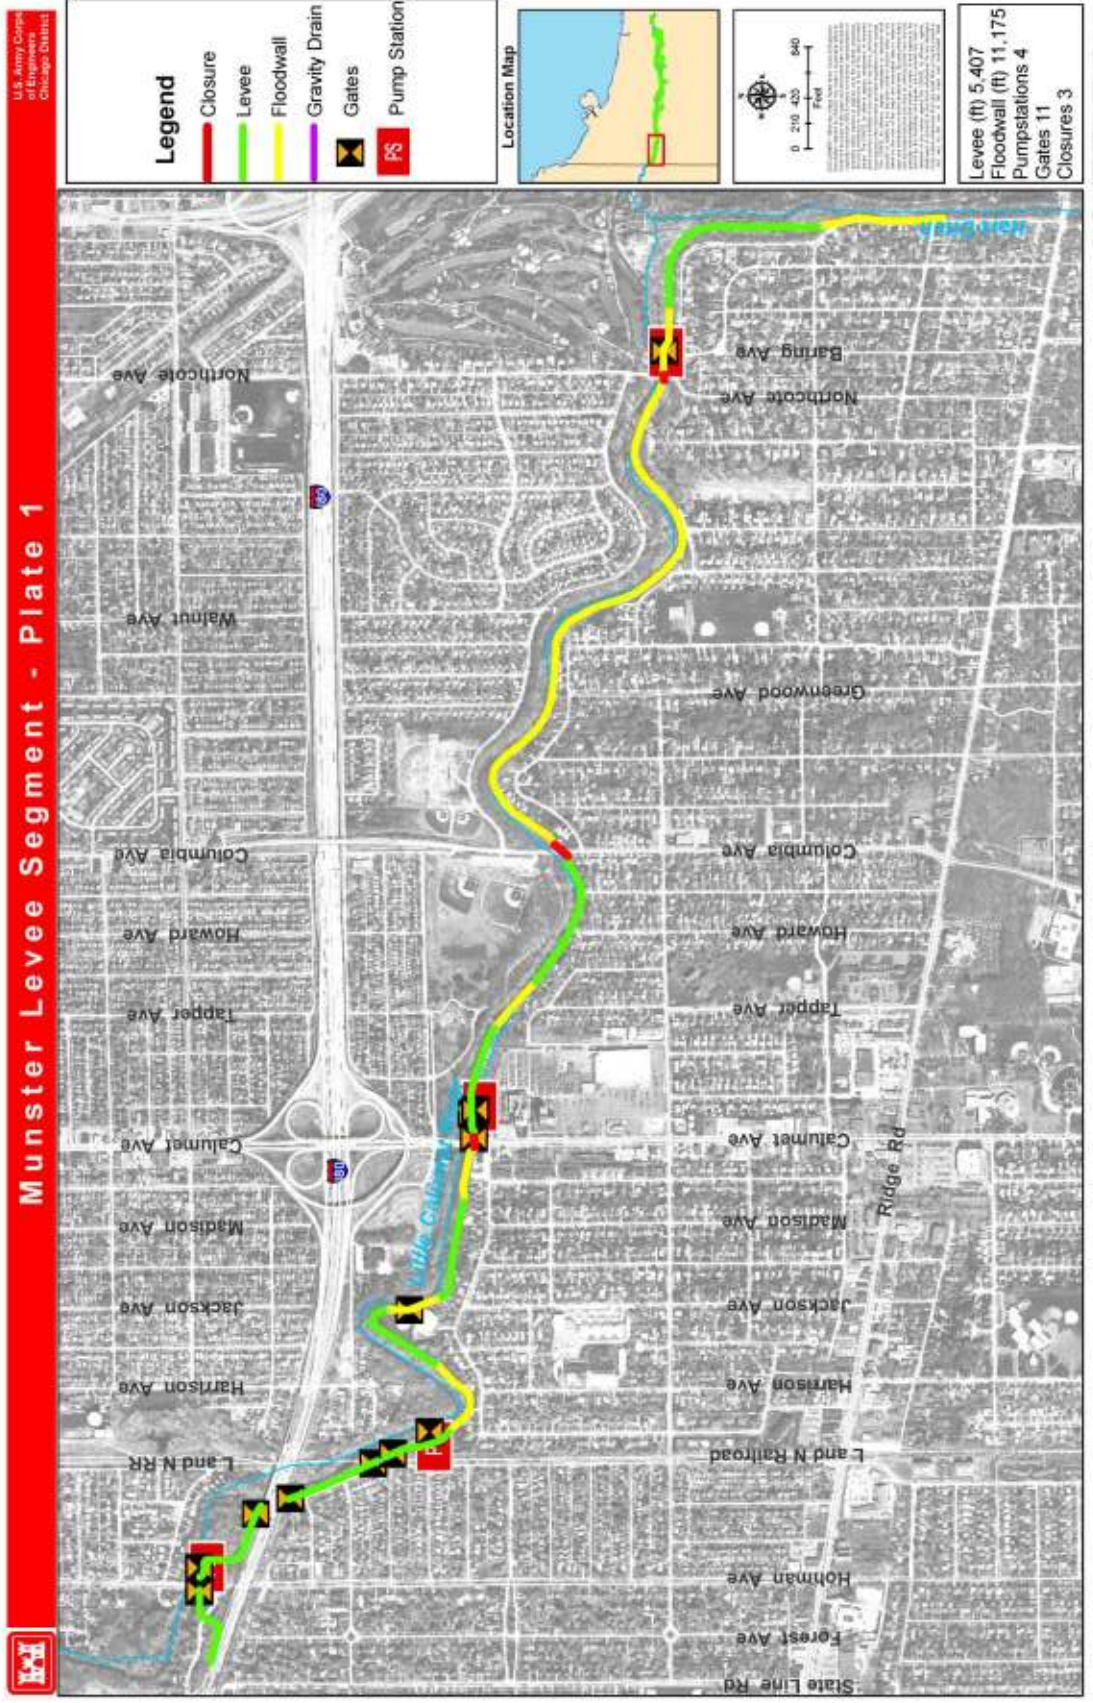 Munster Levee Segment - Plate 1
U.S. Army Corps
of Engineers
Chicago District
Legend
Closure
Levee
Floodwall
Gravity Drain
Gates
PS
Pump Station
Location Map
0 210 420 840
Feet
Levee (ft) 5,407
Floodwall (ft) 11,175
Pumpstations 4
Gates 11
Closures 3
L and N RR
Harrison Ave
Jackson Ave
Madison Ave
Calumet Ave
Tapper Ave
Howard Ave
Columbia Ave
Walnut Ave
Northcote Ave
80
Little
Hart Ditch
State Line Rd
Forest Ave
Hohman Ave
L and N Railroad
Harrison Ave
Jackson Ave
Madison Ave
Calumet Ave
Tapper Ave
Howard Ave
Columbia Ave
Greenwood Ave
Northcote Ave
Baring Ave
Ridge Rd